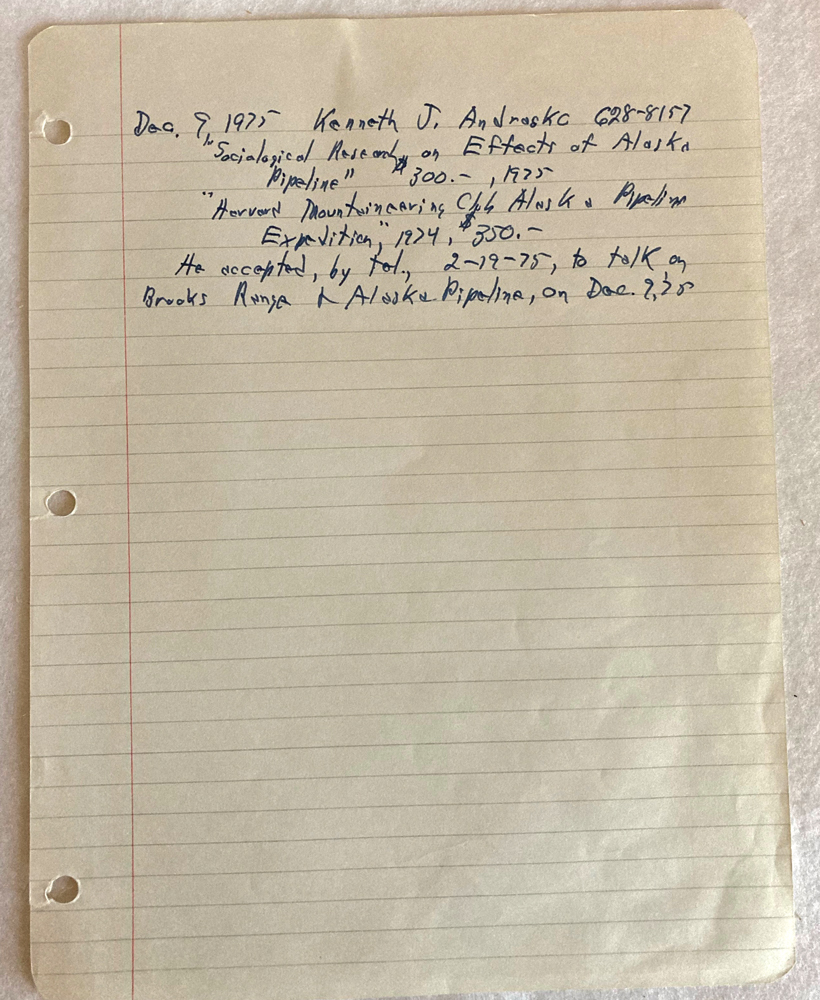 Dec. 9, 1975 Kenneth J. Andrasko 628-8157
"Sociological Research on Effects of Alaska
Pipeline" $300.- , 1975
"Harvard Mountaineering Club Alaska Pipeline
Expedition," 1974, $350.-
He accepted, by tel., 2-19-75, to talk on
Brooks Range & Alaska Pipeline, on Dec. 9, 75